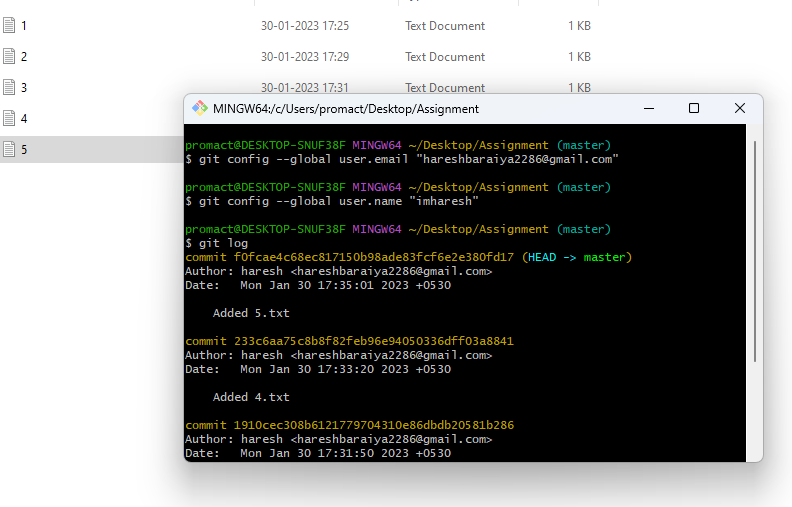 1 30-01-2023 17:25 Text Document 1 KB
2 30-01-2023 17:29 Text Document 1 KB
3 30-01-2023 17:31 Text Document 1 KB
4
5
MINGW64:/c/Users/promact/Desktop/Assignment
promact@DESKTOP-SNUF38F MINGW64 ~/Desktop/Assignment (master)
$ git config --global user.email "hareshbaraiya2286@gmail.com"
promact@DESKTOP-SNUF38F MINGW64 ~/Desktop/Assignment (master)
$ git config --global user.name "imharesh"
promact@DESKTOP-SNUF38F MINGW64 ~/Desktop/Assignment (master)
$ git log
commit f0fcae4c68ec817150b98ade83fcf6e2e380fd17 (HEAD -> master)
Author: haresh <hareshbaraiya2286@gmail.com>
Date:   Mon Jan 30 17:35:01 2023 +0530
Added 5.txt
commit 233c6aa75c8b8f82feb96e94050336dff03a8841
Author: haresh <hareshbaraiya2286@gmail.com>
Date:   Mon Jan 30 17:33:20 2023 +0530
Added 4.txt
commit 1910cec308b6121779704310e86dbdb20581b286
Author: haresh <hareshbaraiya2286@gmail.com>
Date:   Mon Jan 30 17:31:50 2023 +0530